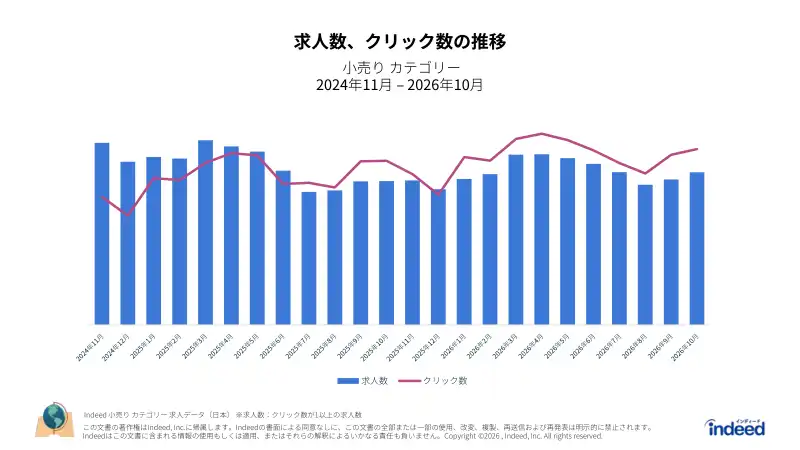 求人数、クリック数の推移
小売り カテゴリー
2024年11月 – 2026年10月
2024年11月
2024年12月
2025年1月
2025年2月
2025年3月
2025年4月
2025年5月
2025年6月
2025年7月
2025年8月
2025年9月
2025年10月
2025年11月
2025年12月
2026年1月
2026年2月
2026年3月
2026年4月
2026年5月
2026年6月
2026年7月
2026年8月
2026年9月
2026年10月
求人数 クリック数
Indeed 小売り カテゴリー 求人データ（日本） ※求人数：クリック数が1以上の求人数
この文書の著作権はIndeed, Inc.に帰属します。Indeedの書面による同意なしに、この文書の全部または一部の使用、改変、複製、再送信および再発表は明示的に禁止されます。
Indeedはこの文書に含まれる情報の使用もしくは適用、またはそれらの解釈によるいかなる責任も負いません。Copyright ©2026 , Indeed, Inc. All rights reserved.
インディード
indeed